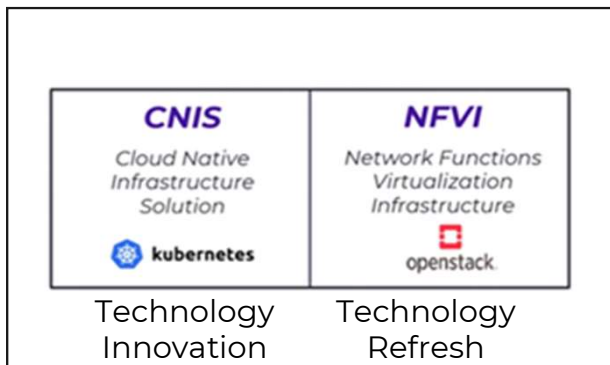 CNIS
Cloud Native
Infrastructure
Solution
kubernetes
NFVI
Network Functions
Virtualization
Infrastructure
openstack.
Technology
Innovation
Technology
Refresh